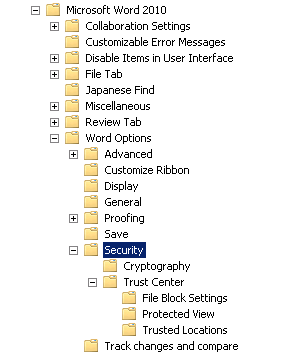 Microsoft Word 2010
Collaboration Settings
Customizable Error Messages
Disable Items in User Interface
File Tab
Japanese Find
Miscellaneous
Review Tab
Word Options
Advanced
Customize Ribbon
Display
General
Proofing
Save
Security
Cryptography
Trust Center
File Block Settings
Protected View
Trusted Locations
Track changes and compare